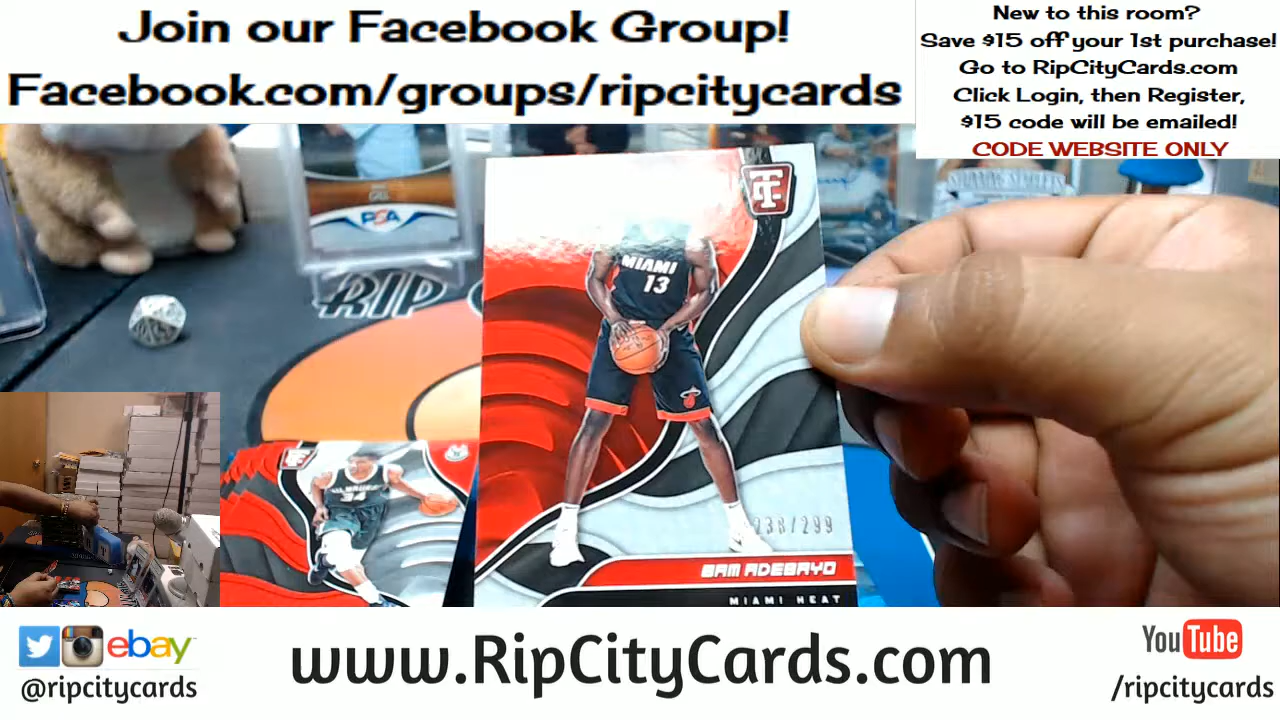 Join our Facebook Group!
Facebook.com/groups/ripcitycards
New to this room?
Save $15 off your 1st purchase!
Go to RipCityCards.com
Click Login, then Register,
$15 code will be emailed!
CODE WEBSITE ONLY
PSA
RIP
MIAMI
13
34
238/299
BAM ADEBAYO
MIAMI HEAT
ebay
@ripcitycards
www.RipCityCards.com
YouTube
/ripcitycards